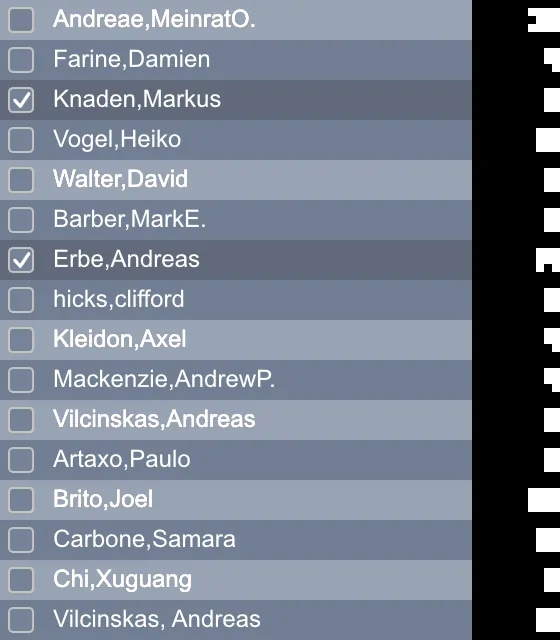 Andreae,MeinratO.
Farine,Damien
Knaden,Markus
Vogel,Heiko
Walter,David
Barber,MarkE.
Erbe,Andreas
hicks,clifford
Kleidon,Axel
Mackenzie,AndrewP.
Vilcinskas,Andreas
Artaxo,Paulo
Brito,Joel
Carbone,Samara
Chi,Xuguang
Vilcinskas, Andreas